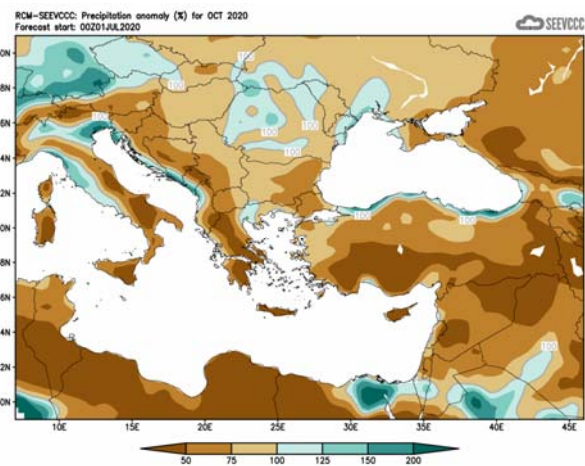 RCM-SEEVCCC: Precipitation anomaly (%) for OCT 2020
Forecast start: 00Z01JUL2020
SEEVCCC
0N
8N
6N
4N
2N
0N
8N
6N
4N
2N
0N
100
100
100
100
100
100
100
100
100
100
10E
15E
20E
25E
30E
35E
40E
45E
50
75
100
125
150
200